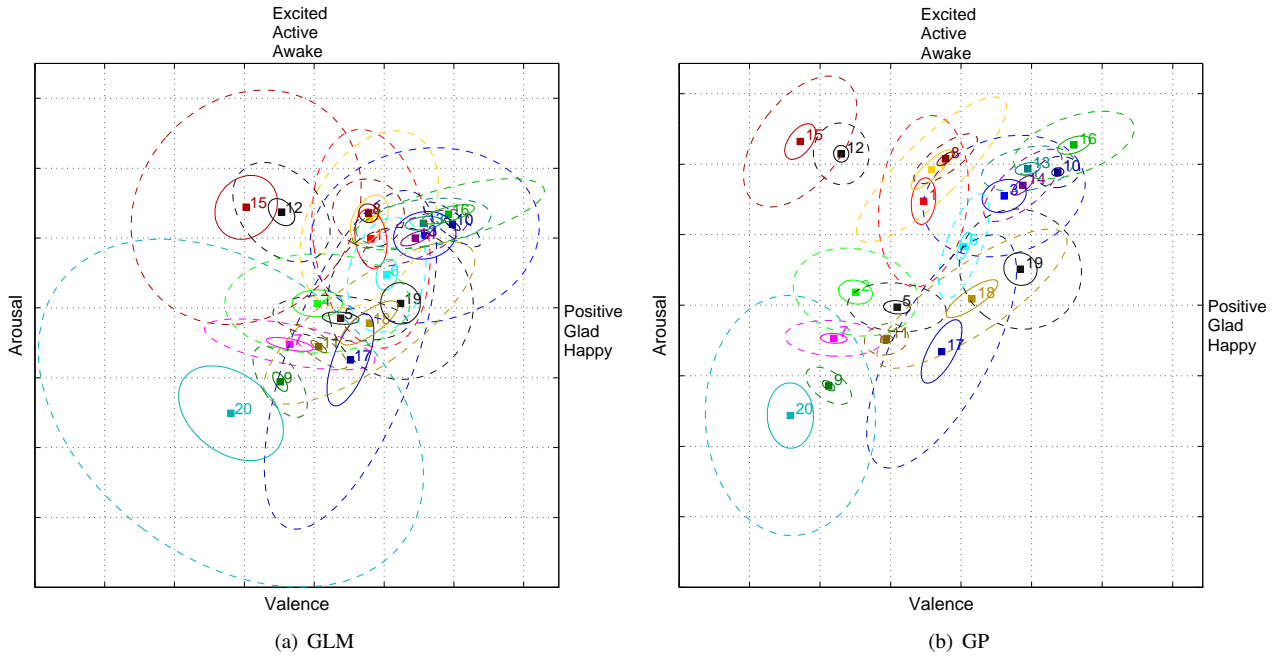 Excited
Active
Awake
Arousal
15
12
8
1
16
13
10
3
6
2
19
5
18
7
11
17
9
20
Positive
Glad
Happy
Valence
(a) GLM
Excited
Active
Awake
Arousal
15
12
8
16
13
10
14
3
1
6
19
2
18
5
7
11
17
9
20
Positive
Glad
Happy
Valence
(b) GP